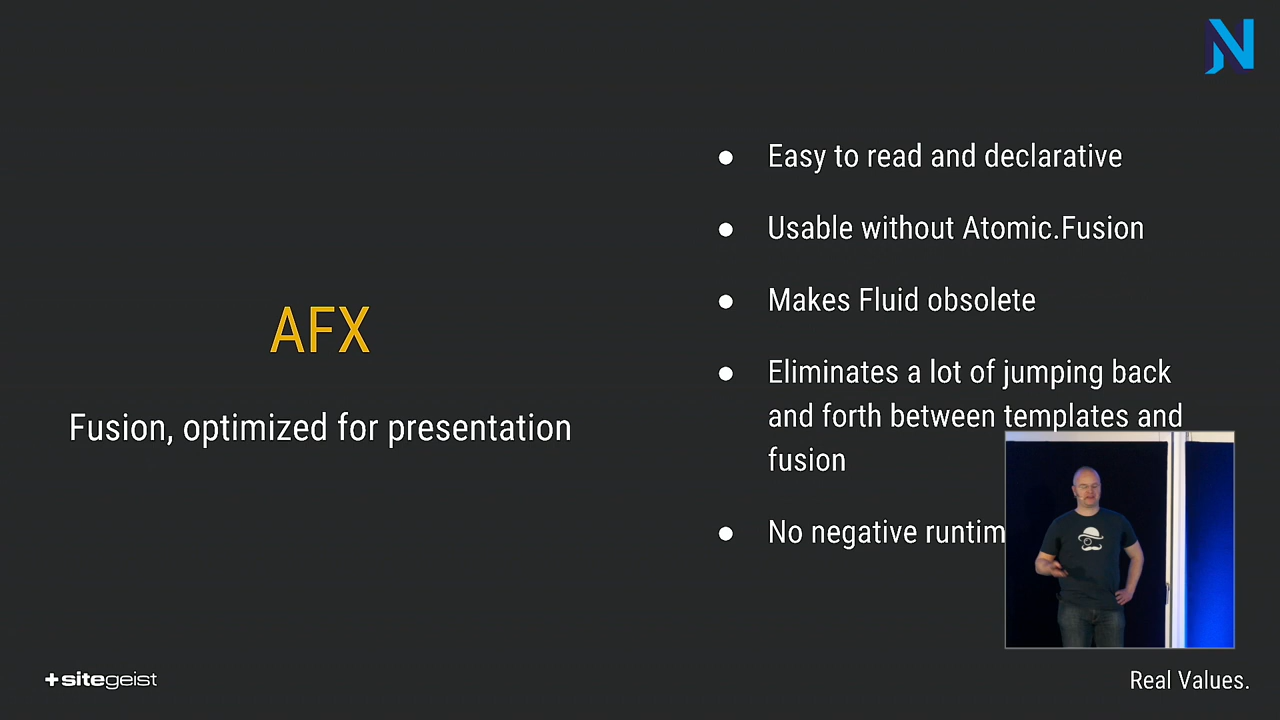 AFX
Fusion, optimized for presentation
● Easy to read and declarative
● Usable without Atomic.Fusion
● Makes Fluid obsolete
● Eliminates a lot of jumping back
and forth between templates and
fusion
● No negative
+sitegeist
Real Values.